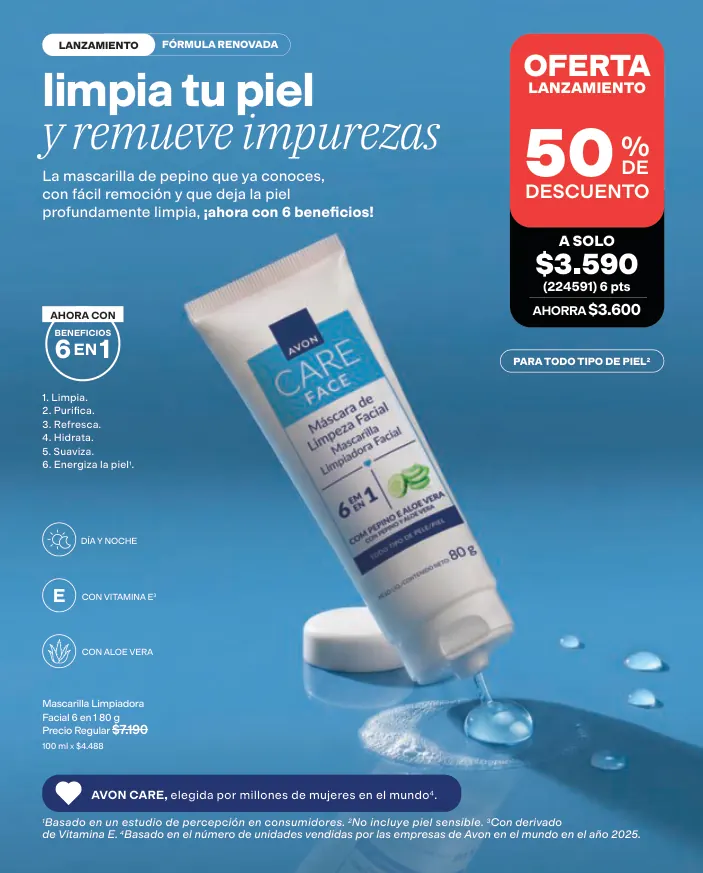 LANZAMIENTO
FÓRMULA RENOVADA
limpia tu piel
y remueve impurezas
La mascarilla de pepino que ya conoces,
con fácil remoción y que deja la piel
profundamente limpia, ¡ahora con 6 beneficios!
OFERTA
LANZAMIENTO
50%
DE
DESCUENTO
A SOLO
$3.590
(224591) 6 pts
AHORRA $3.600
PARA TODO TIPO DE PIEL²
AHORA CON
BENEFICIOS
6 EN 1
1. Limpia.
2. Purifica.
3. Refresca.
4. Hidrata.
5. Suaviza.
6. Energiza la piel¹.
DÍA Y NOCHE
E
CON VITAMINA E³
CON ALOE VERA
AVON
CARE
FACE
Máscara de
Limpeza Facial
Mascarilla
Limpiadora Facial
6 EM EN 1
COM PEPINO E ALOE VERA
CON PEPINO Y ALOE VERA
TODO TIPO DE PELE/PIEL
CONTENIDO NETO 80 g
Mascarilla Limpiadora
Facial 6 en 1 80 g
Precio Regular $7.190
100 ml x $4.488
AVON CARE, elegida por millones de mujeres en el mundo⁴.
¹Basado en un estudio de percepción en consumidores. ²No incluye piel sensible. ³Con derivado
de Vitamina E. ⁴Basado en el número de unidades vendidas por las empresas de Avon en el mundo en el año 2025.